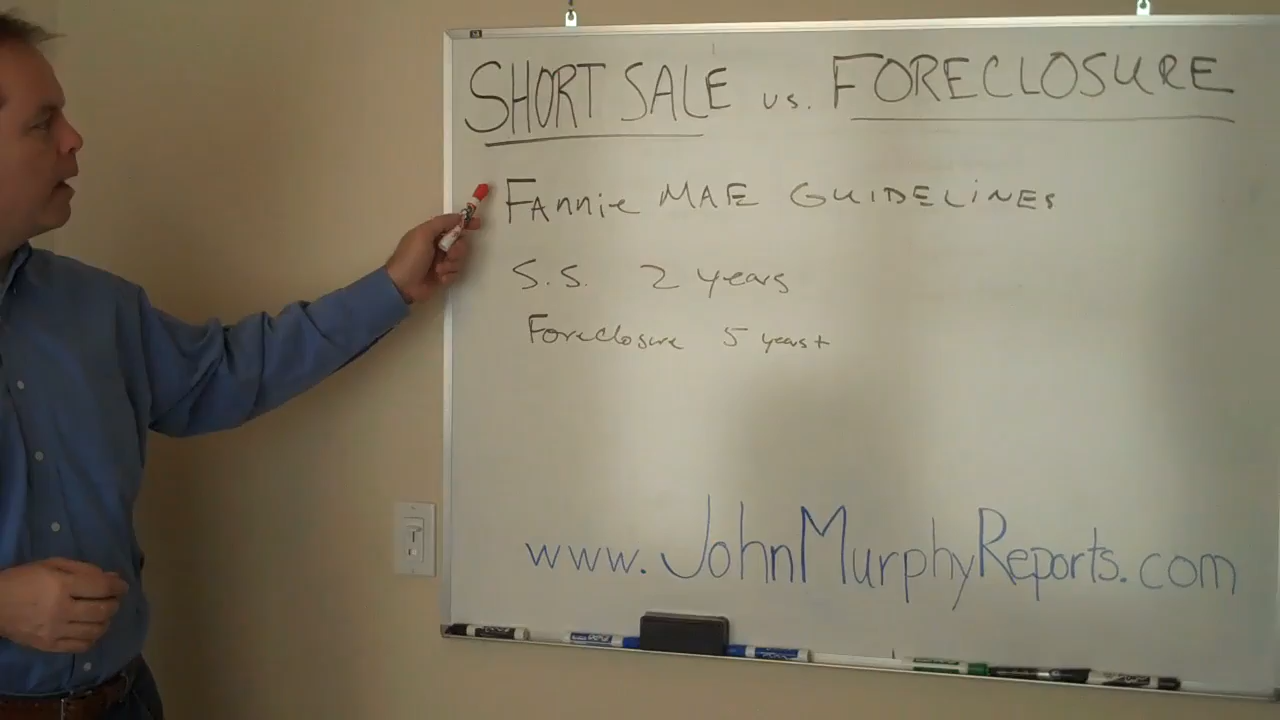 SHORT SALE vs. FORECLOSURE
FAnnie MAE GUIDELiNES
S.S. 2 years
Foreclosure 5 years+
www.JohnMurphyReports.com